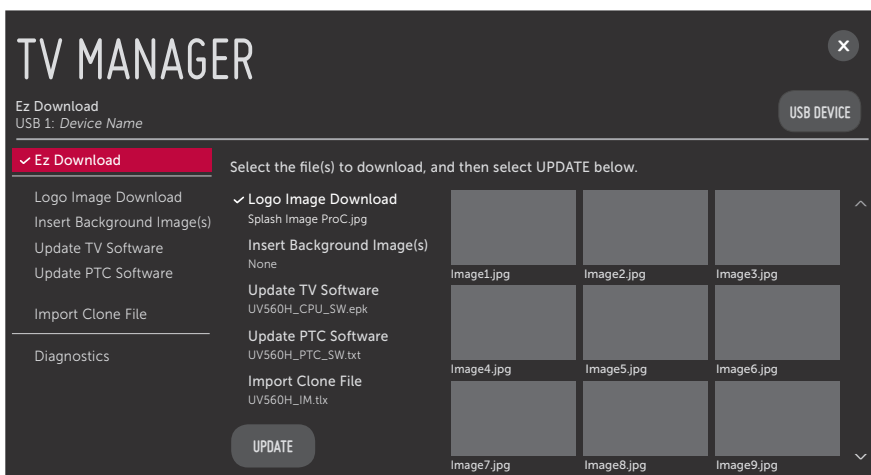 TV MANAGER
x
Ez Download
USB 1: Device Name
USB DEVICE
Ez Download
Logo Image Download
Insert Background Image(s)
Update TV Software
Update PTC Software
Import Clone File
Diagnostics
Select the file(s) to download, and then select UPDATE below.
Logo Image Download
Splash Image ProC.jpg
Insert Background Image(s)
None
Update TV Software
UV560H_CPU_SW.epk
Update PTC Software
UV560H_PTC_SW.txt
Import Clone File
UV560H_IM.tlx
UPDATE
Image1.jpg
Image2.jpg
Image3.jpg
Image4.jpg
Image5.jpg
Image6.jpg
Image7.jpg
Image8.jpg
Image9.jpg